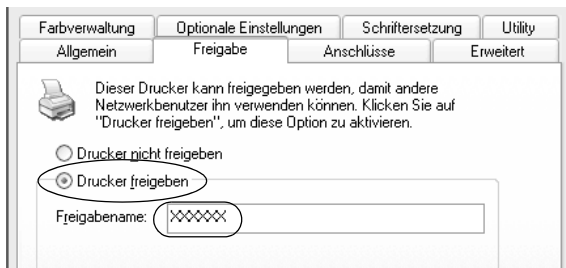 Farbverwaltung Optionale Einstellungen Schriftersetzung Utility
Allgemein Freigabe Anschlüsse Erweitert
Dieser Drucker kann freigegeben werden, damit andere
Netzwerkbenutzer ihn verwenden können. Klicken Sie auf
"Drucker freigeben", um diese Option zu aktivieren.
Drucker nicht freigeben
Drucker freigeben
Freigabename: XXXXXX